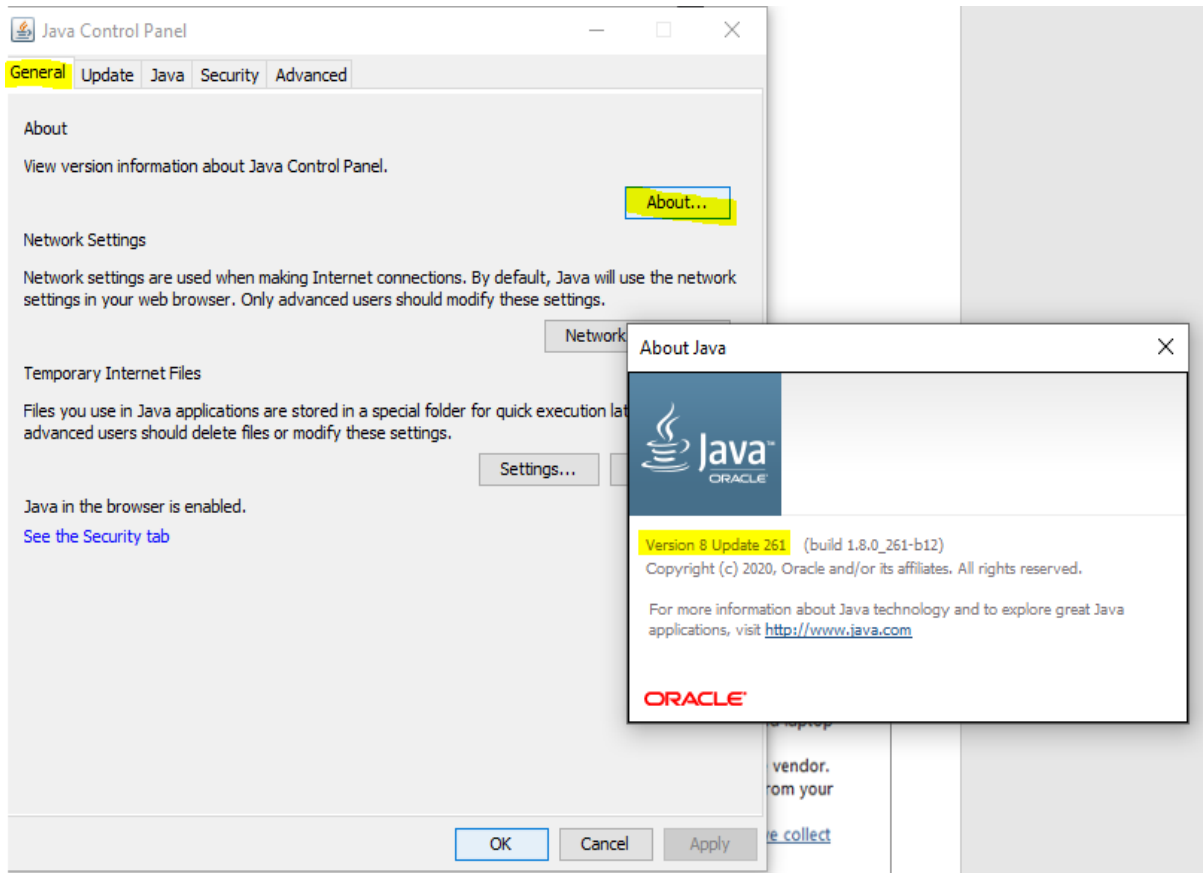 Java Control Panel
General Update Java Security Advanced
About
View version information about Java Control Panel.
About...
Network Settings
Network settings are used when making Internet connections. By default, Java will use the network
settings in your web browser. Only advanced users should modify these settings.
Network
Temporary Internet Files
Files you use in Java applications are stored in a special folder for quick execution
advanced users should delete files or modify these settings.
Settings...
Java in the browser is enabled.
See the Security tab
OK Cancel Apply
About Java
Java™
ORACLE
Version 8 Update 261 (build 1.8.0_261-b12)
Copyright (c) 2020, Oracle and/or its affiliates. All rights reserved.
For more information about Java technology and to explore great Java
applications, visit http://www.java.com
ORACLE
vendor.
your
collect